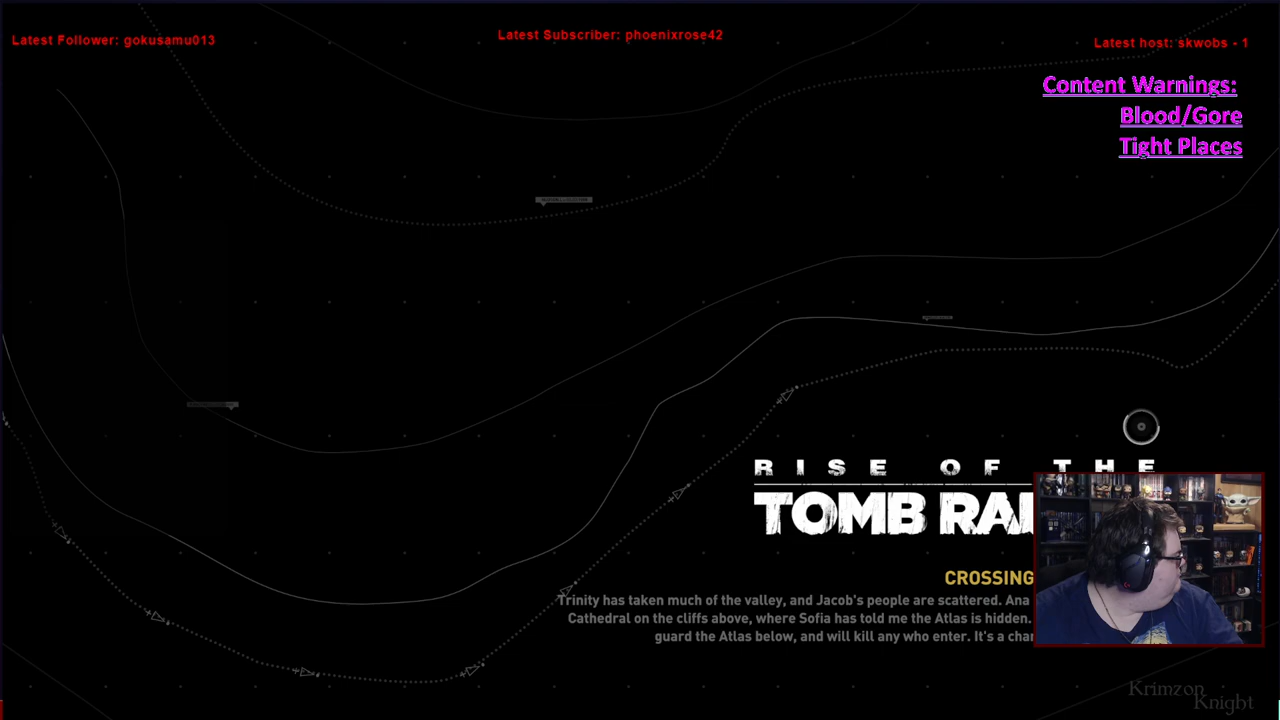 Latest Follower: gokusamu013
Latest Subscriber: phoenixrose42
Latest host: skwobs - 1
Content Warnings:
Blood/Gore
Tight Places
RISE OF THE
TOMB RAI
CROSSING
Trinity has taken much of the valley, and Jacob's people are scattered. Ana
Cathedral on the cliffs above, where Sofia has told me the Atlas is hidden.
guard the Atlas below, and will kill any who enter. It's a char
Krimzon
Knight